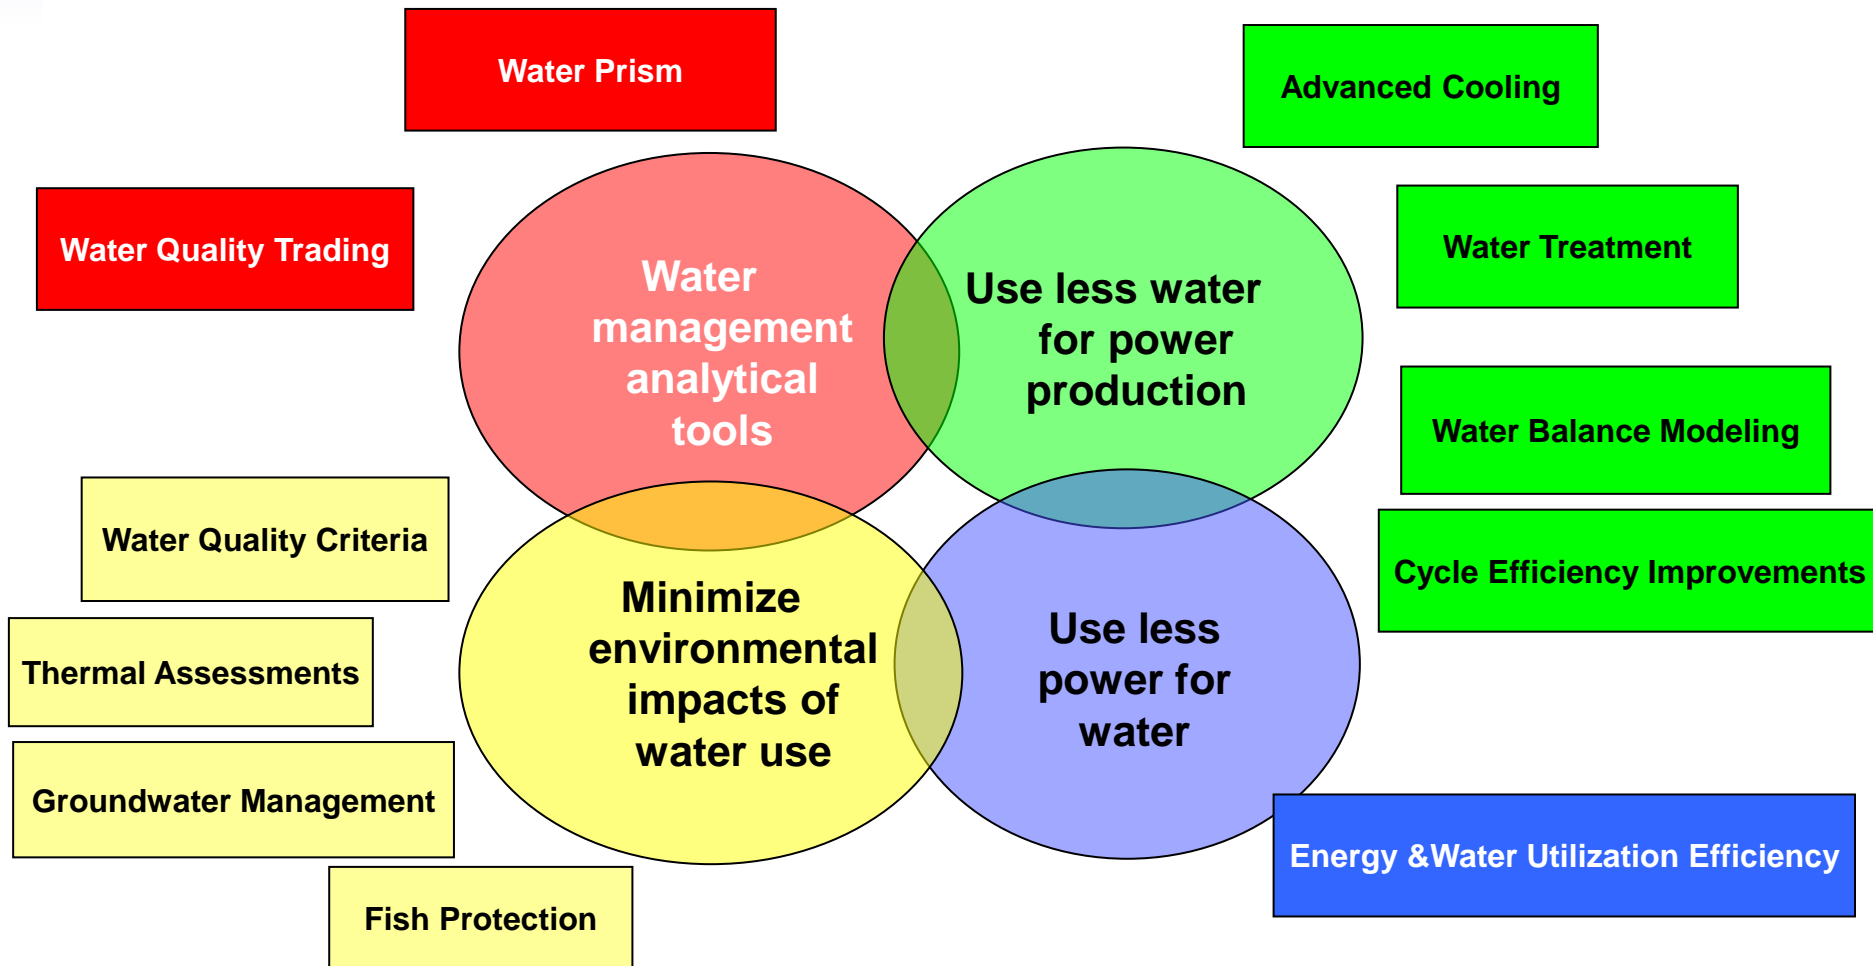 Water Prism
Advanced Cooling
Water Quality Trading
Water Treatment
Water
management
analytical
tools
Use less water
for power
production
Water Balance Modeling
Water Quality Criteria
Cycle Efficiency Improvements
Minimize
environmental
impacts of
water use
Use less
power for
water
Thermal Assessments
Groundwater Management
Energy &Water Utilization Efficiency
Fish Protection